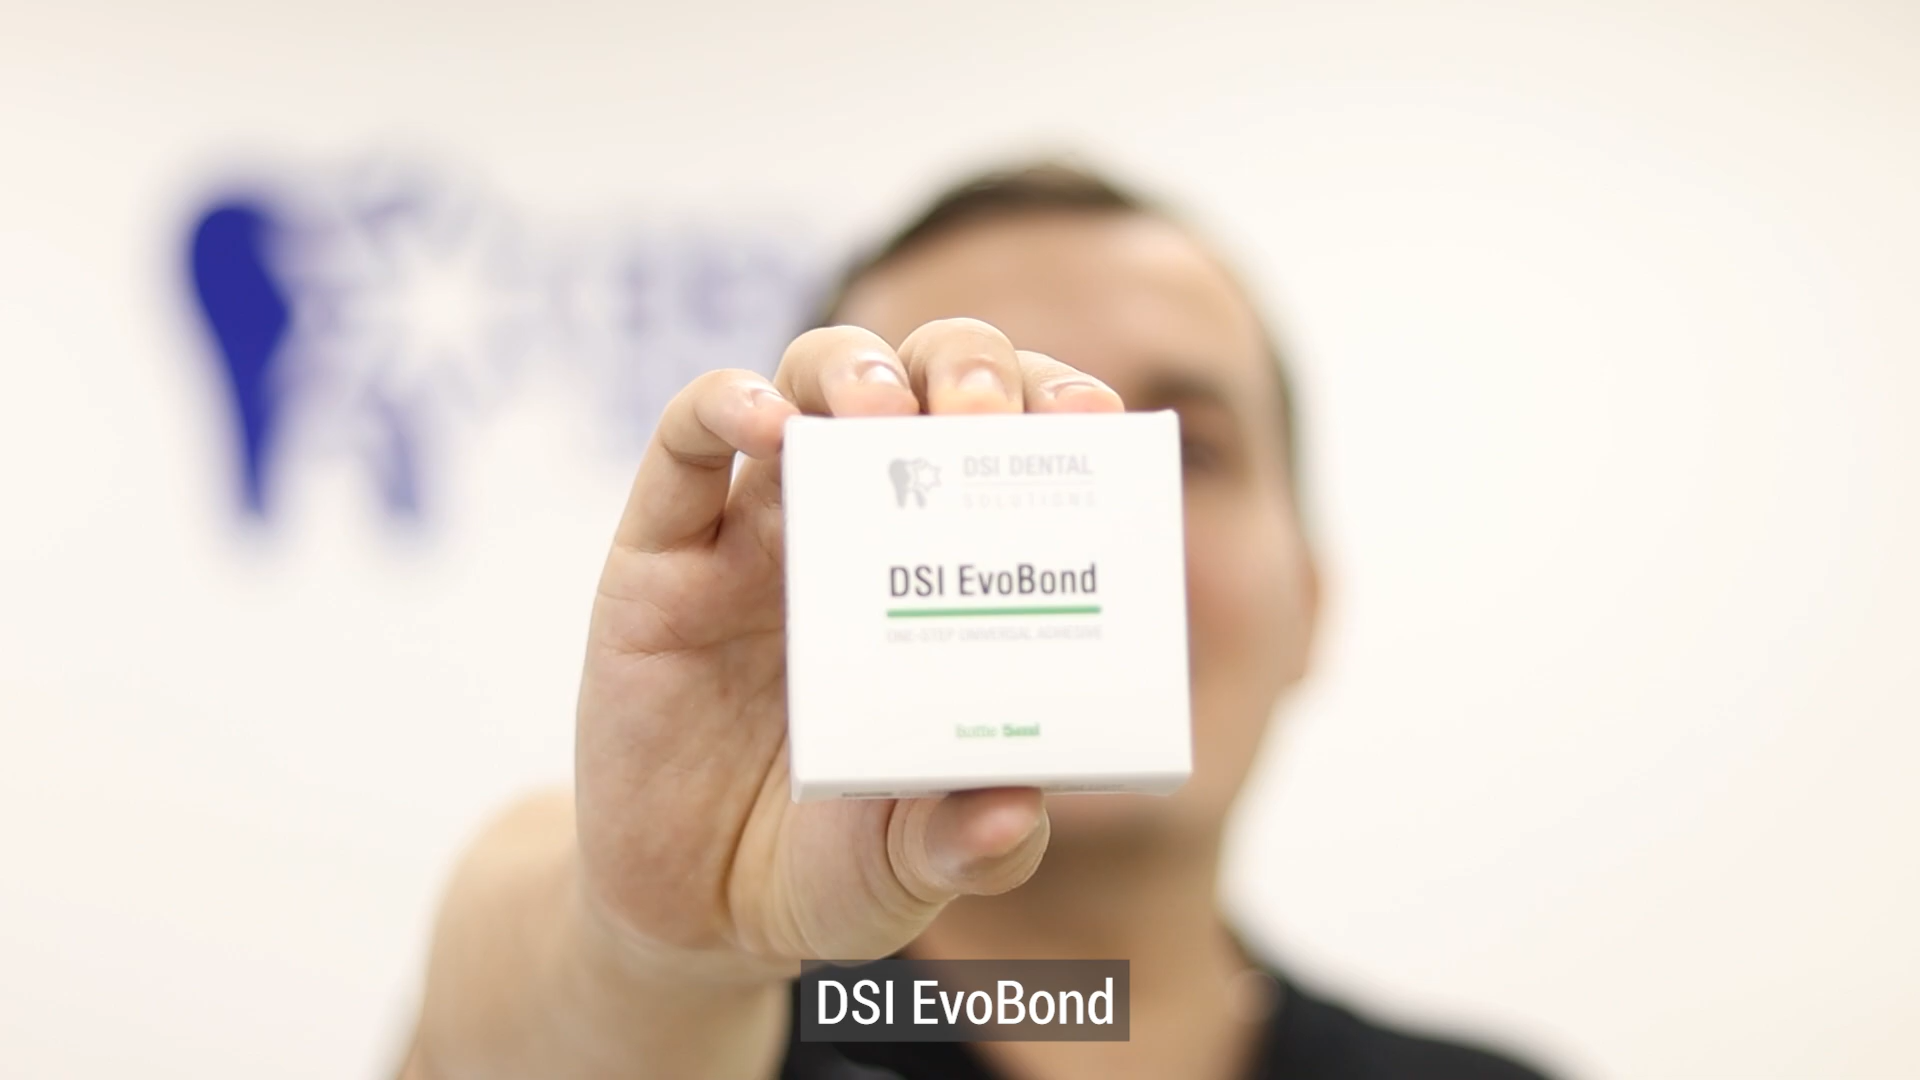 DSI DENTAL
SOLUTIONS
DSI EvoBond
ONE-STEP UNIVERSAL ADHESIVE
Bottle 5ml
DSI EvoBond